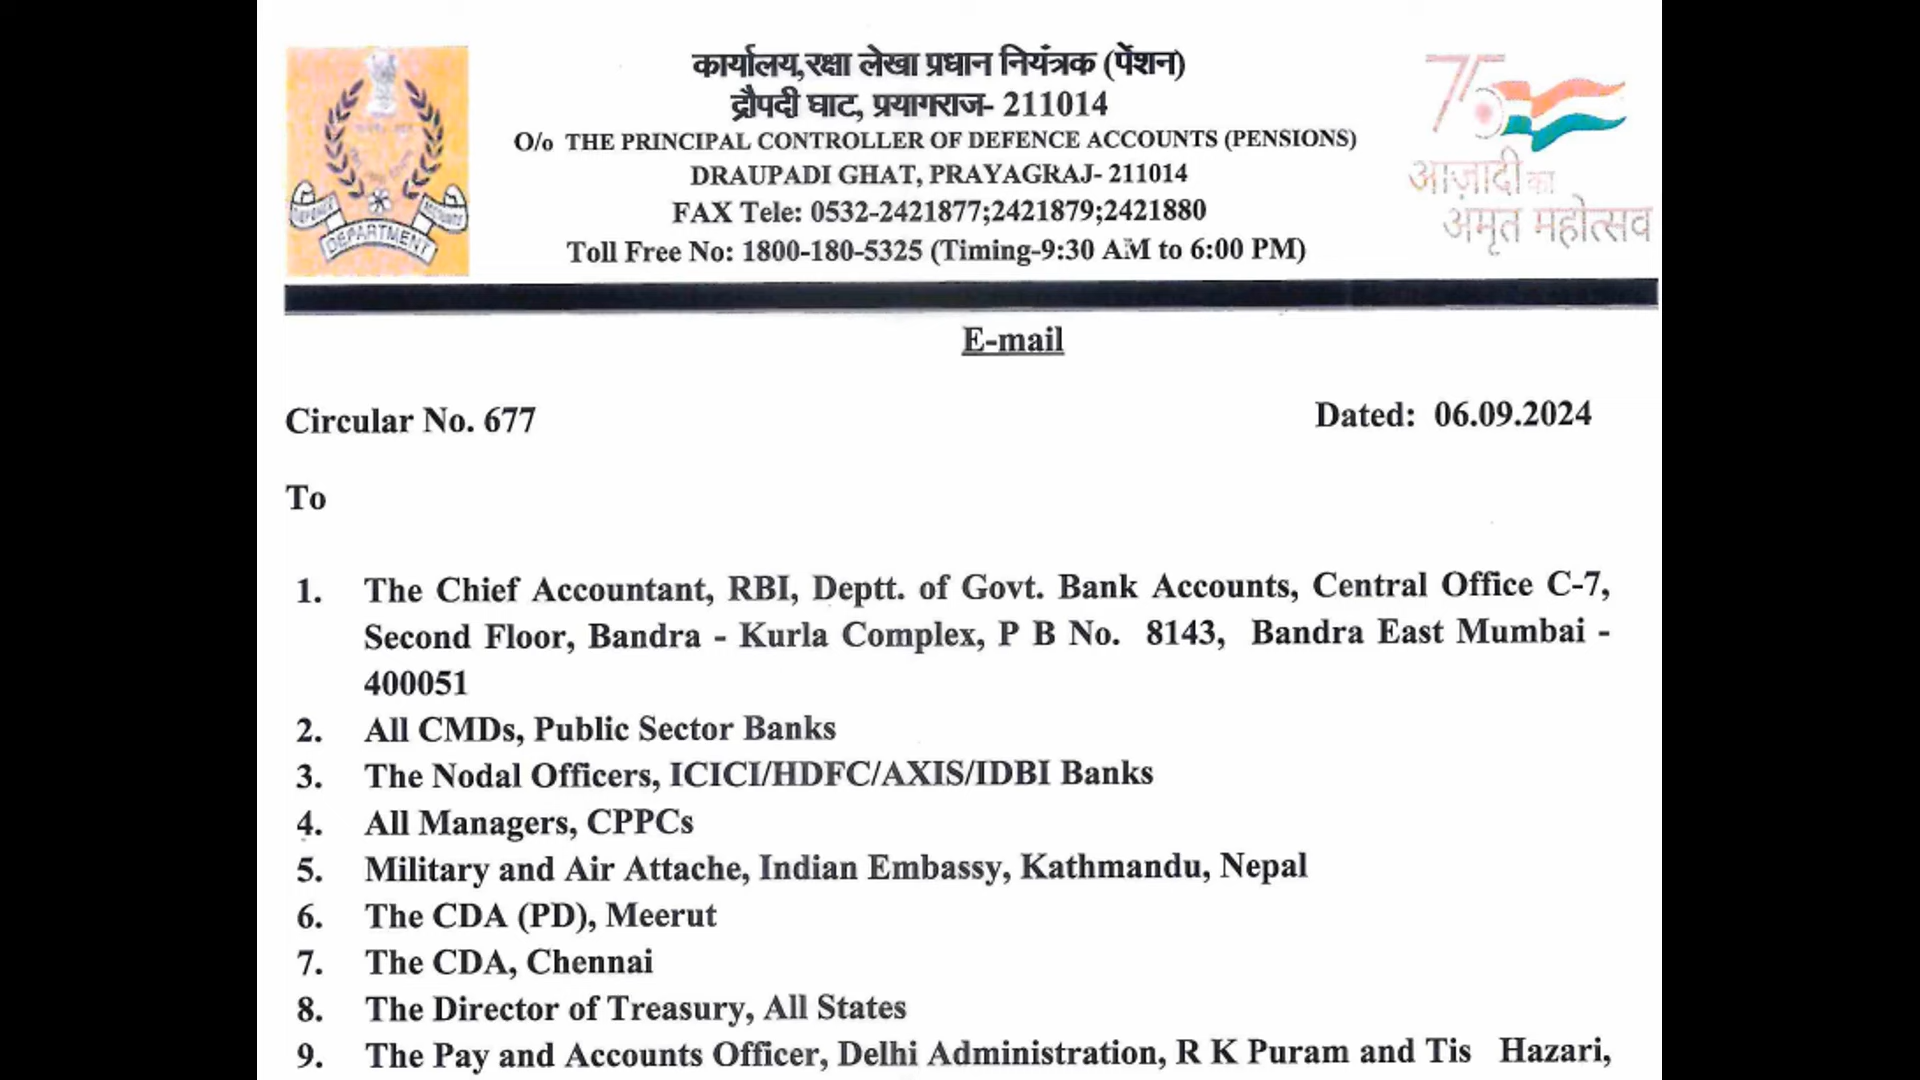 कार्यालय,रक्षा लेखा प्रधान नियंत्रक (पेंशन)
द्रौपदी घाट, प्रयागराज- 211014
O/o THE PRINCIPAL CONTROLLER OF DEFENCE ACCOUNTS (PENSIONS)
DRAUPADI GHAT, PRAYAGRAJ- 211014
FAX Tele: 0532-2421877;2421879;2421880
Toll Free No: 1800-180-5325 (Timing-9:30 AM to 6:00 PM)
DEFENCE ACCOUNTS
DEPARTMENT
75
आज़ादी का
अमृत महोत्सव
E-mail
Circular No. 677
Dated: 06.09.2024
To
1. The Chief Accountant, RBI, Deptt. of Govt. Bank Accounts, Central Office C-7,
Second Floor, Bandra - Kurla Complex, P B No. 8143, Bandra East Mumbai -
400051
2. All CMDs, Public Sector Banks
3. The Nodal Officers, ICICI/HDFC/AXIS/IDBI Banks
4. All Managers, CPPCs
5. Military and Air Attache, Indian Embassy, Kathmandu, Nepal
6. The CDA (PD), Meerut
7. The CDA, Chennai
8. The Director of Treasury, All States
9. The Pay and Accounts Officer, Delhi Administration, R K Puram and Tis Hazari,